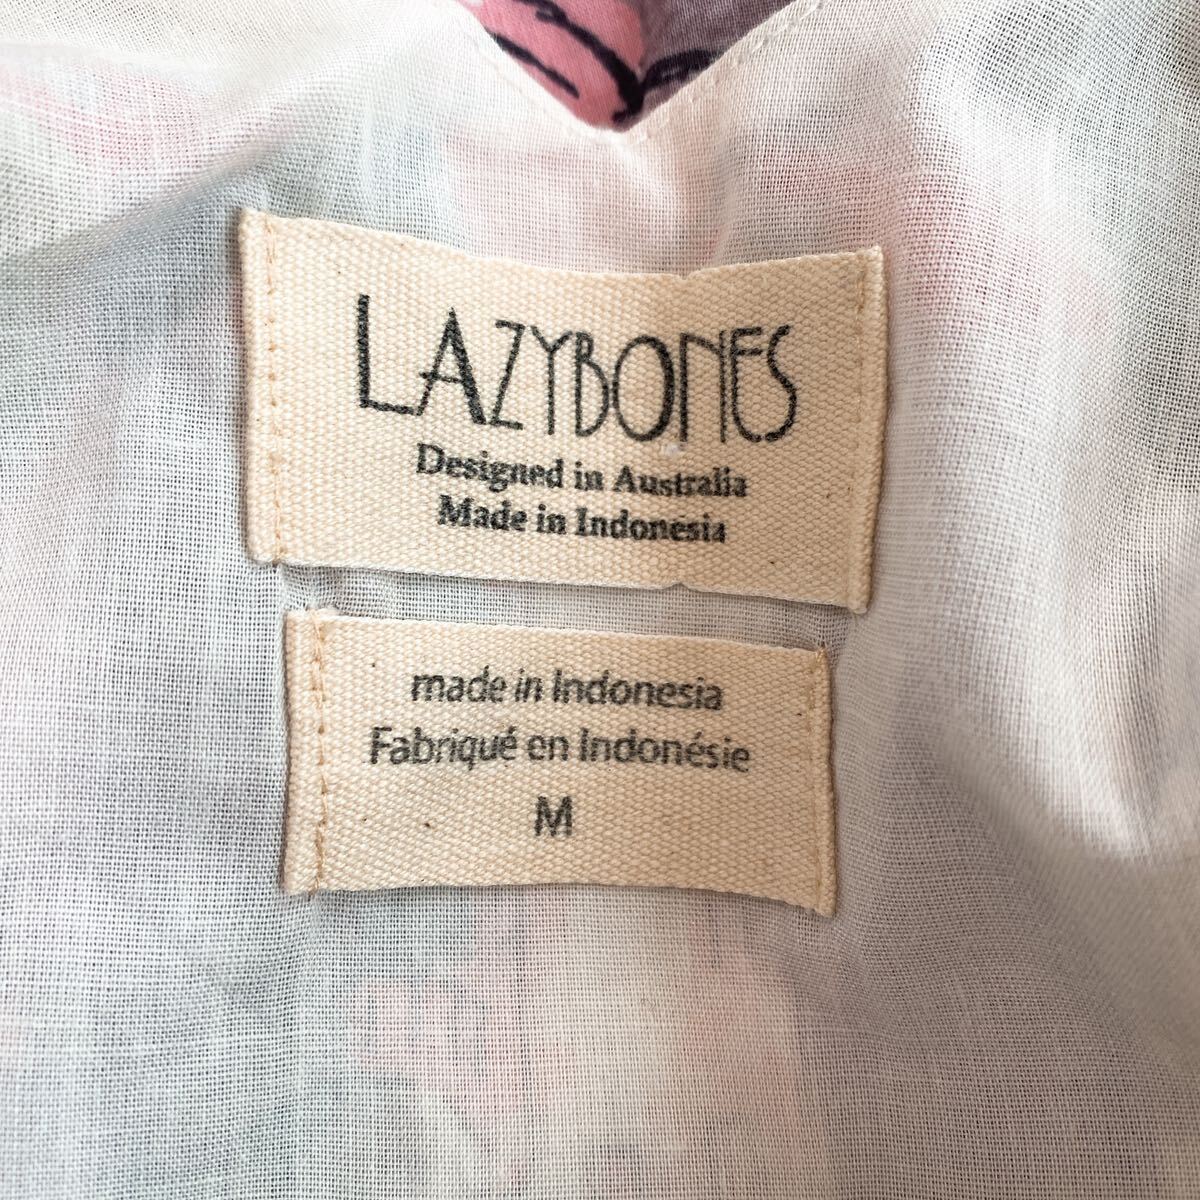 LAZYBONES
Designed in Australia
Made in Indonesia
made in Indonesia
Fabriqué en Indonésie
M